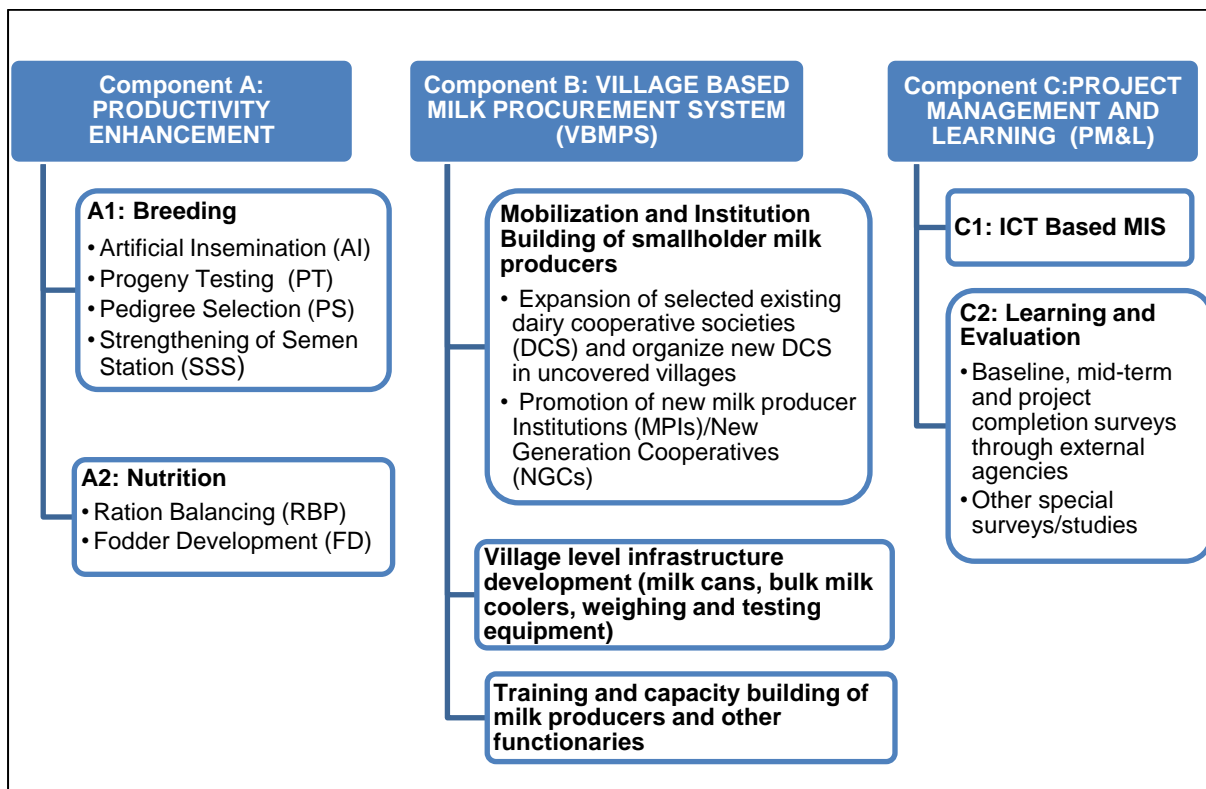 Component A:
PRODUCTIVITY
ENHANCEMENT
A1: Breeding
• Artificial Insemination (AI)
• Progeny Testing (PT)
• Pedigree Selection (PS)
• Strengthening of Semen
Station (SSS)
A2: Nutrition
• Ration Balancing (RBP)
• Fodder Development (FD)
Component B: VILLAGE BASED
MILK PROCUREMENT SYSTEM
(VBMPS)
Mobilization and Institution
Building of smallholder milk
producers
• Expansion of selected existing
dairy cooperative societies
(DCS) and organize new DCS
in uncovered villages
• Promotion of new milk producer
Institutions (MPIs)/New
Generation Cooperatives
(NGCs)
Village level infrastructure
development (milk cans, bulk milk
coolers, weighing and testing
equipment)
Training and capacity building of
milk producers and other
functionaries
Component C:PROJECT
MANAGEMENT AND
LEARNING (PM&L)
C1: ICT Based MIS
C2: Learning and
Evaluation
• Baseline, mid-term
and project
completion surveys
through external
agencies
• Other special
surveys/studies